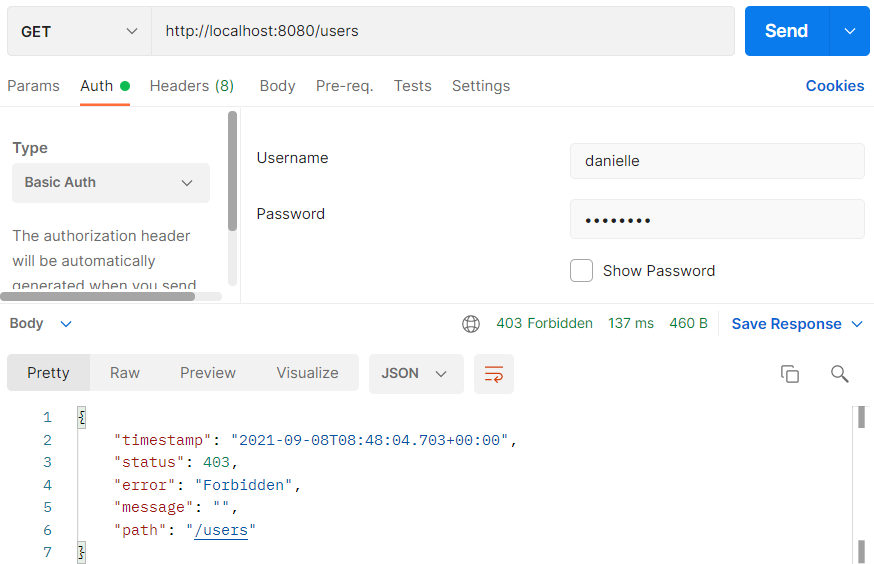 GET http://localhost:8080/users Send
Params Auth Headers (8) Body Pre-req. Tests Settings Cookies
Type
Basic Auth
The authorization header
will be automatically
generated when you send
Username danielle
Password ••••••••
Show Password
Body 403 Forbidden 137 ms 460 B Save Response
Pretty Raw Preview Visualize JSON
1 {
2 "timestamp": "2021-09-08T08:48:04.703+00:00",
3 "status": 403,
4 "error": "Forbidden",
5 "message": "",
6 "path": "/users"
7 }